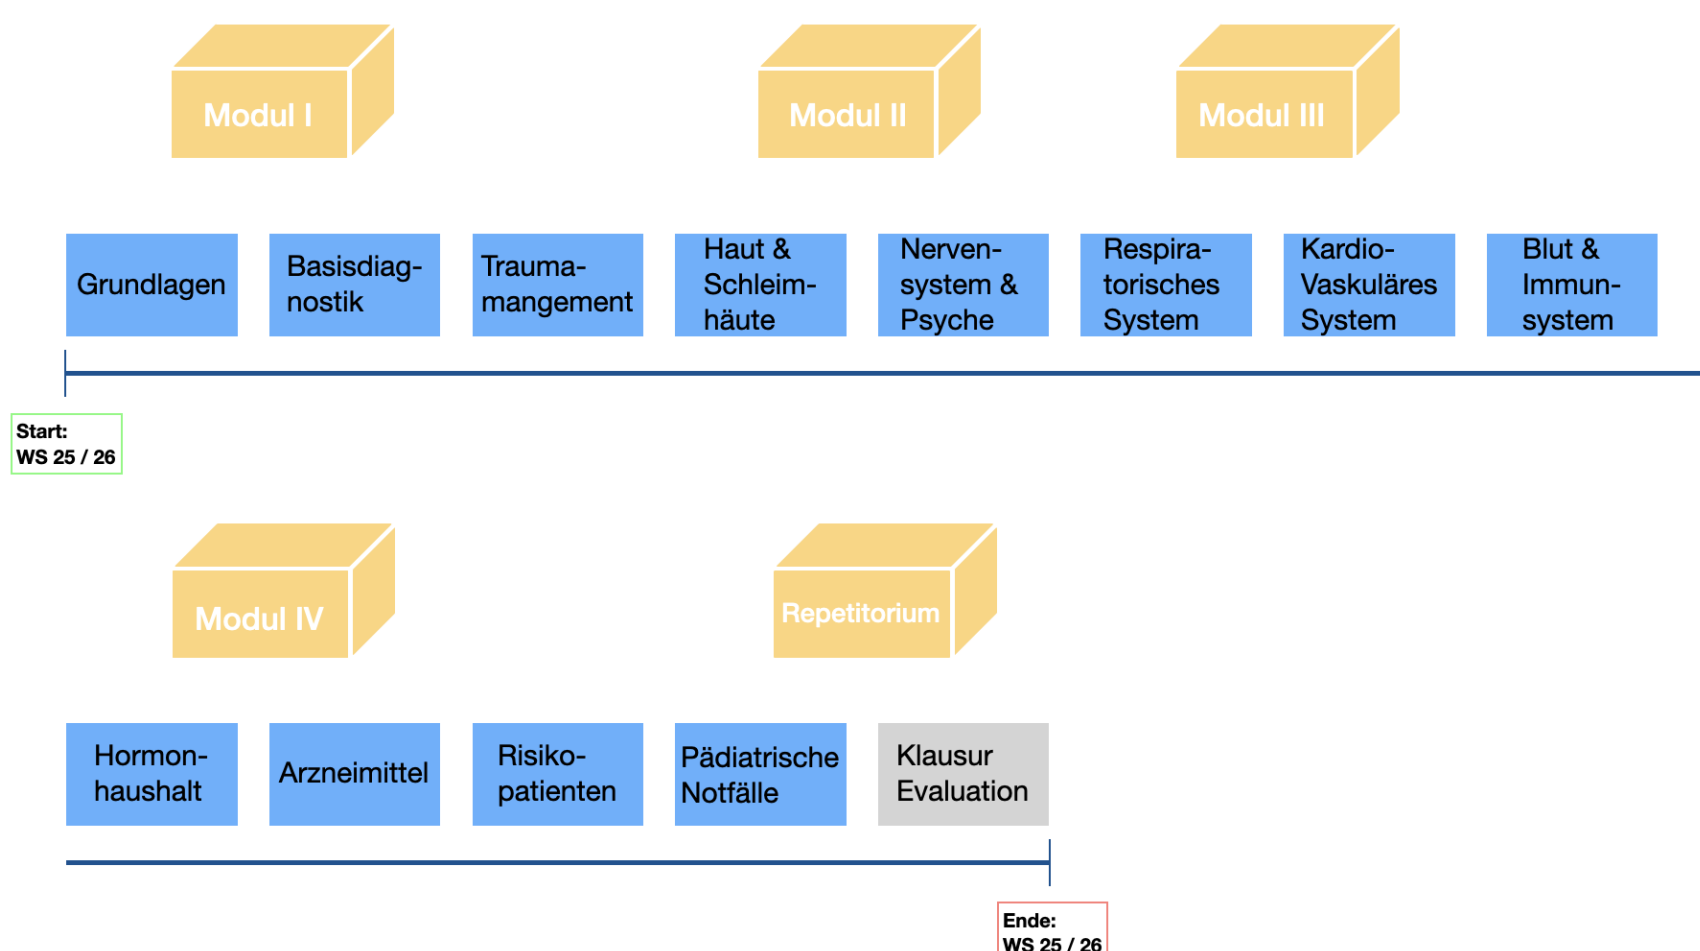 Modul I
Modul II
Modul III
Grundlagen
Basisdiag-
nostik
Trauma-
mangement
Haut &
Schleim-
häute
Nerven-
system &
Psyche
Respira-
torisches
System
Kardio-
Vaskuläres
System
Blut &
Immun-
system
Start:
WS 25 / 26
Modul IV
Repetitorium
Hormon-
haushalt
Arzneimittel
Risiko-
patienten
Pädiatrische
Notfälle
Klausur
Evaluation
Ende:
WS 25 / 26